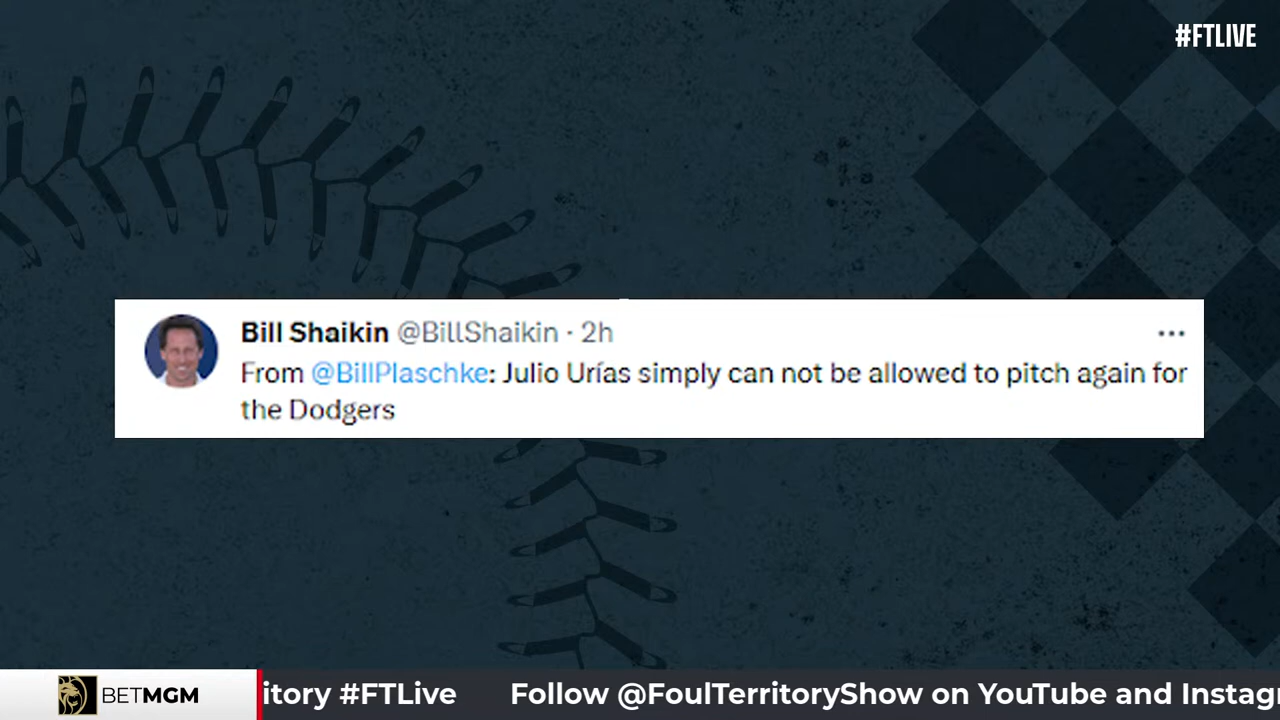 #FTLIVE
Bill Shaikin @BillShaikin · 2h
From @BillPlaschke: Julio Urías simply can not be allowed to pitch again for
the Dodgers
BETMGM
itory #FTLive Follow @FoulTerritoryShow on YouTube and Instagr